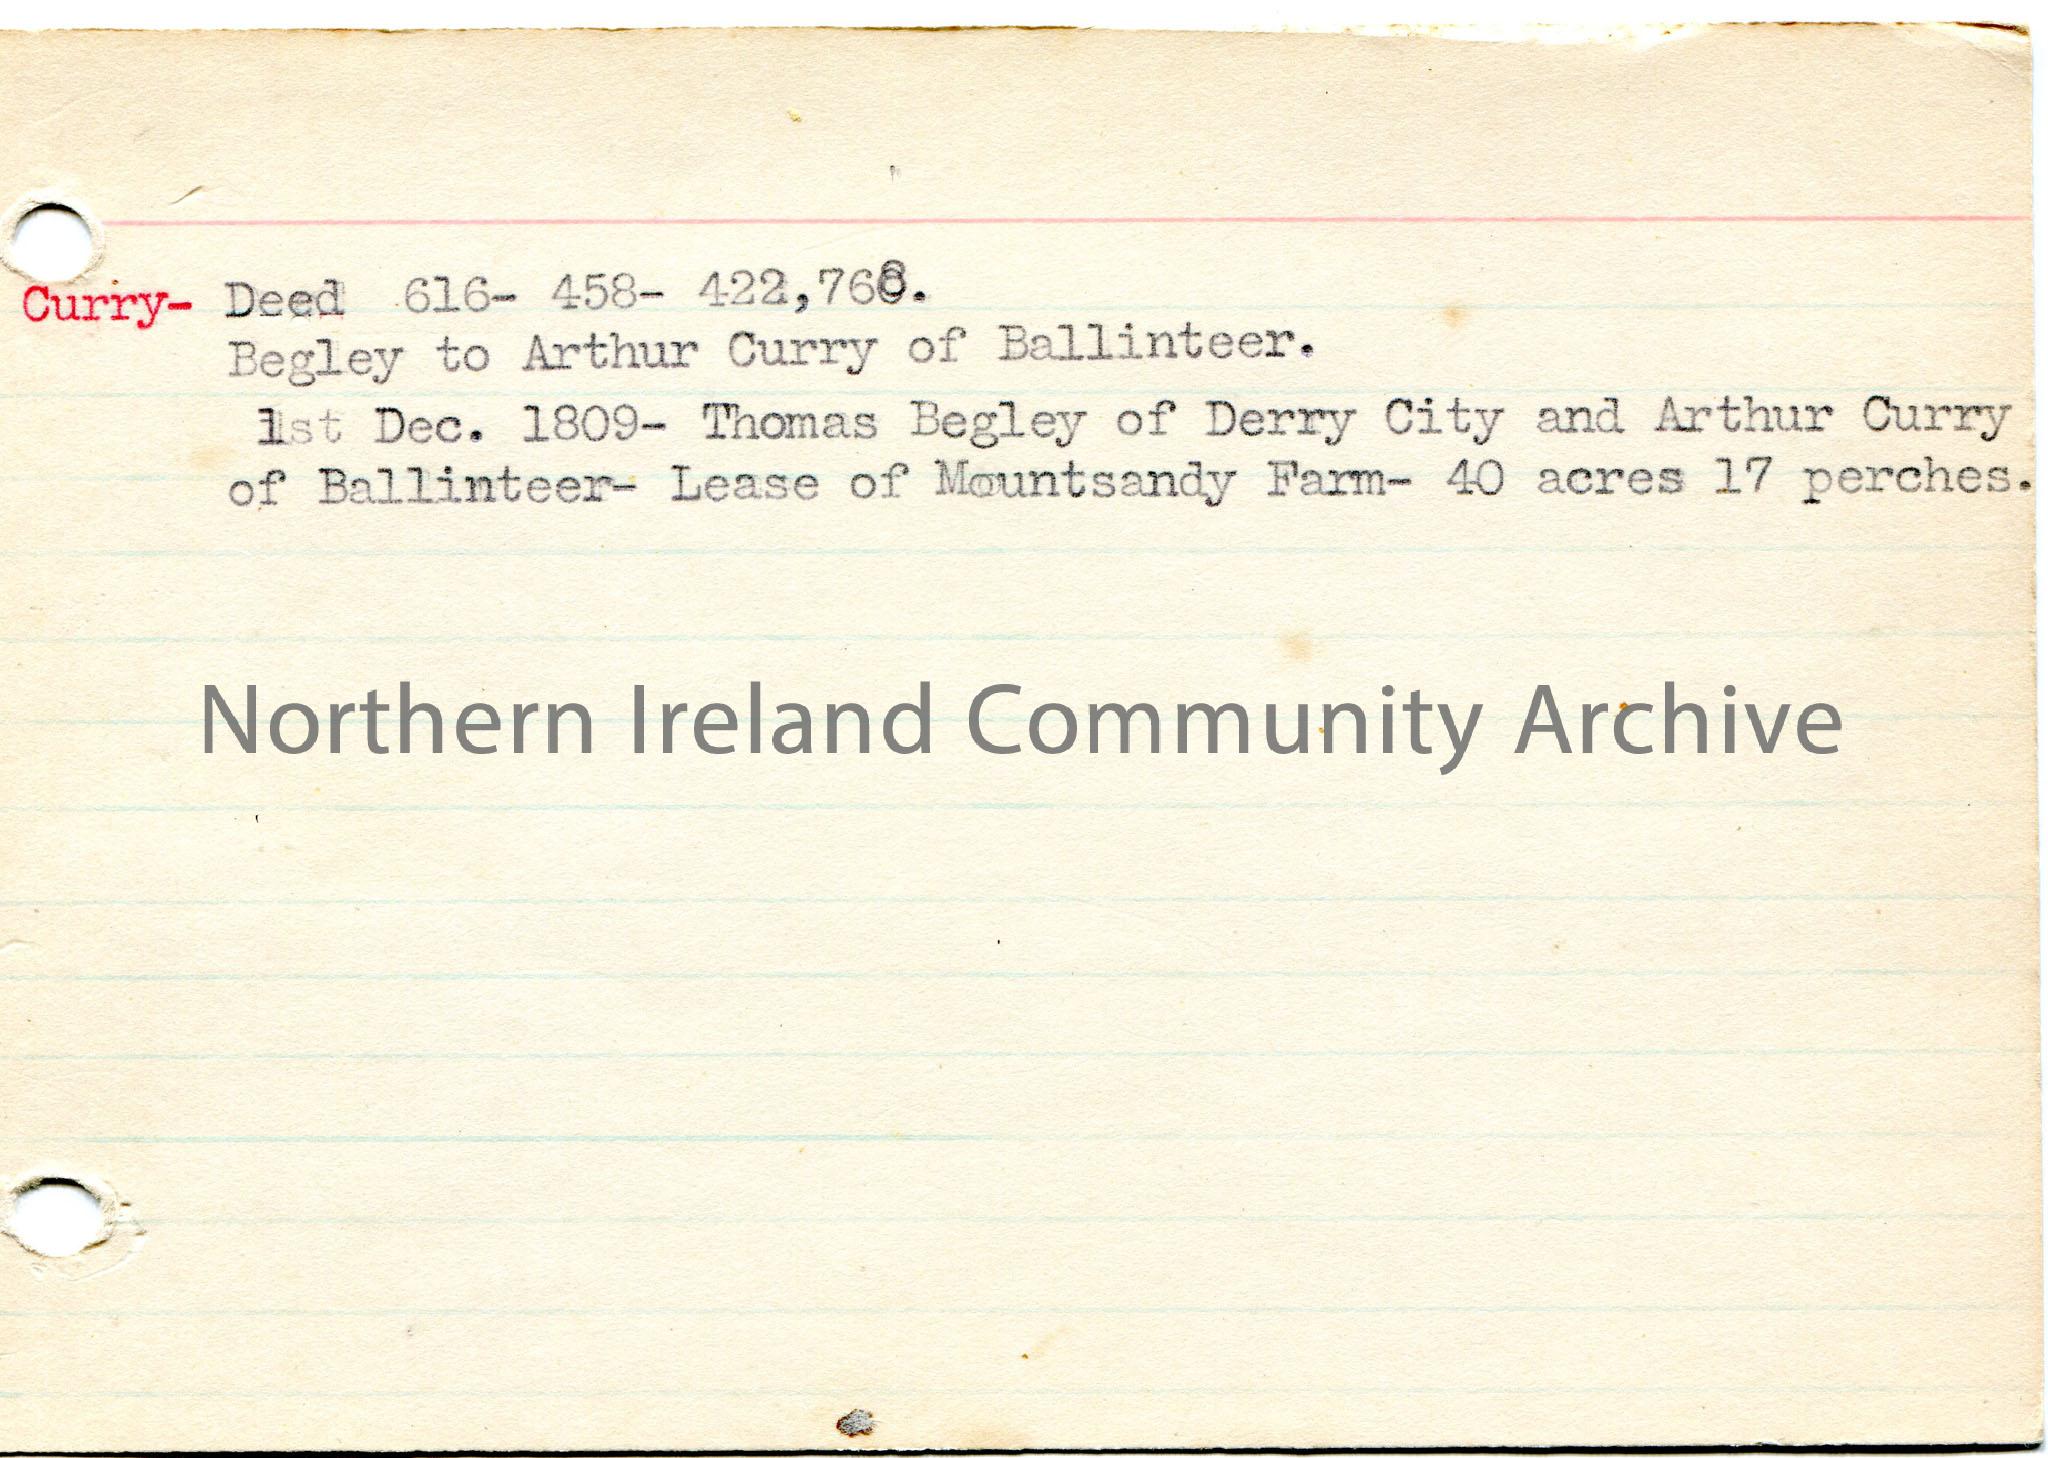 Curry- Deed 616- 458- 422,768.
Begley to Arthur Curry of Ballinteer.
1st Dec. 1809- Thomas Begley of Derry City and Arthur Curry
of Ballinteer- Lease of Mountsandy Farm- 40 acres 17 perches.
Northern Ireland Community Archive